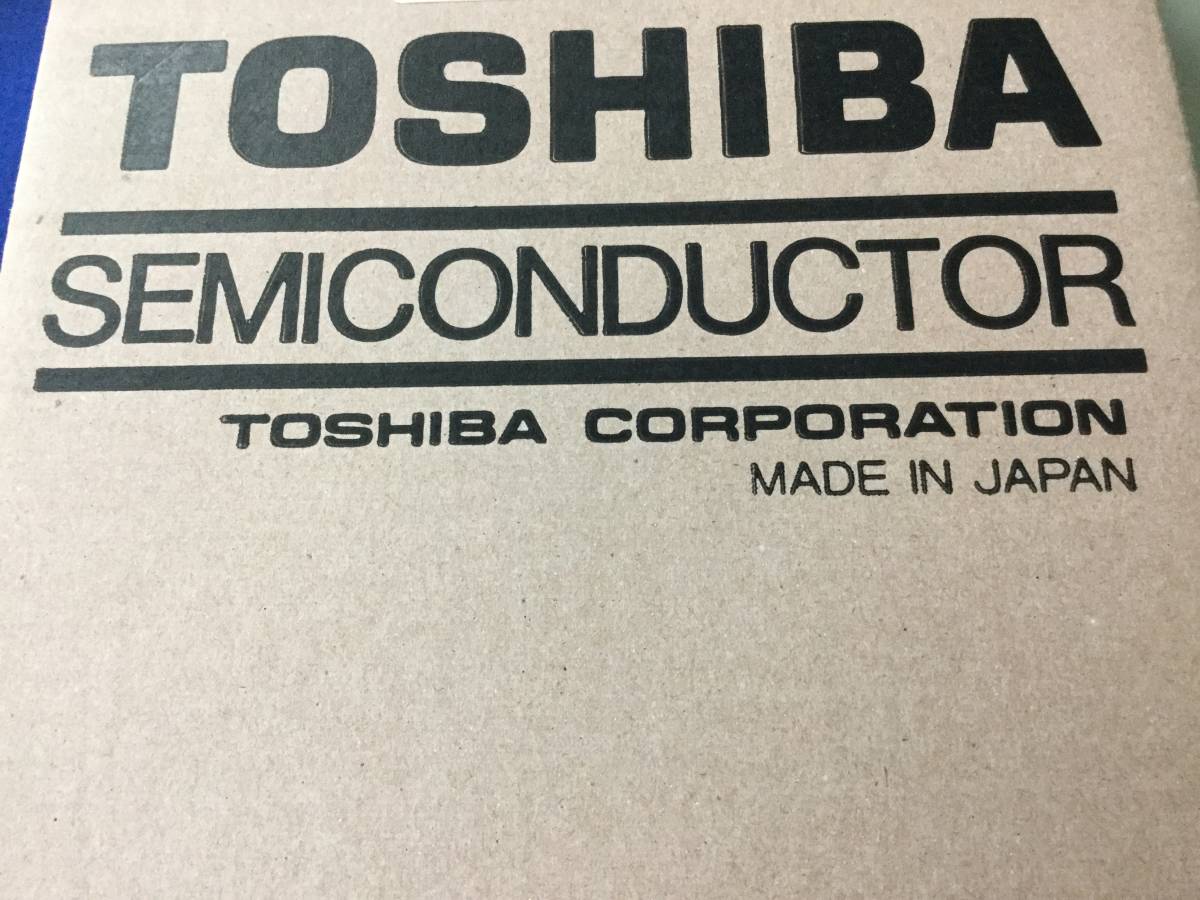 TOSHIBA
SEMICONDUCTOR
TOSHIBA CORPORATION
MADE IN JAPAN